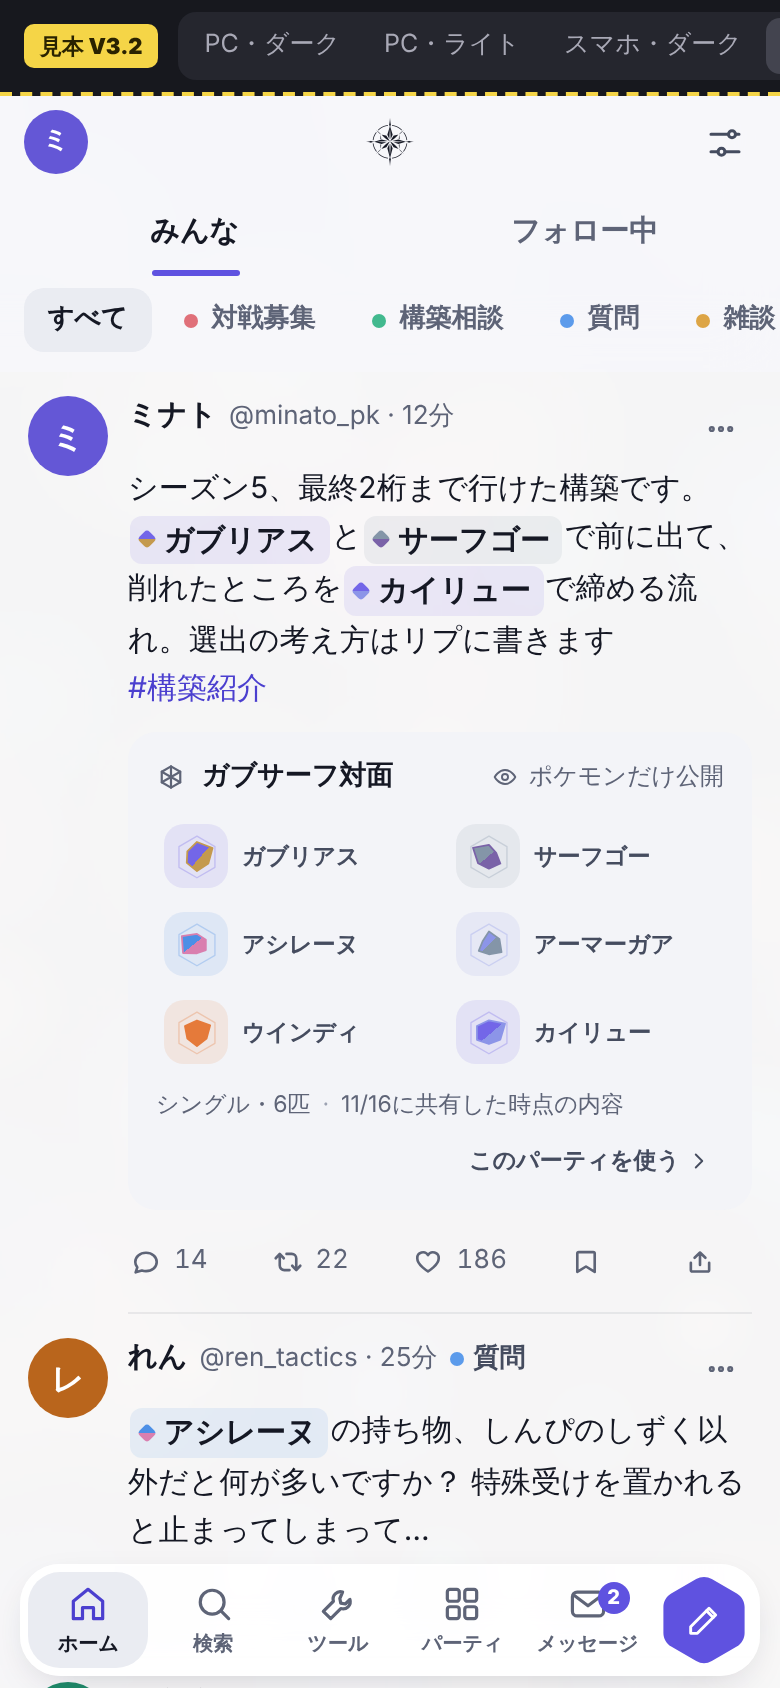 見本 V3.2
PC・ダーク
PC・ライト
スマホ・ダーク
ミ
みんな
フォロー中
すべて
対戦募集
構築相談
質問
雑談
ミ
ミナト @minato_pk · 12分
シーズン5、最終2桁まで行けた構築です。
ガブリアスとサーフゴーで前に出て、
削れたところをカイリューで締める流
れ。選出の考え方はリプに書きます
#構築紹介
ガブサーフ対面
ポケモンだけ公開
ガブリアス
サーフゴー
アシレーヌ
アーマーガア
ウインディ
カイリュー
シングル・6匹 · 11/16に共有した時点の内容
このパーティを使う
14
22
186
レ
れん @ren_tactics · 25分 質問
アシレーヌの持ち物、しんぴのしずく以
外だと何が多いですか？ 特殊受けを置かれる
と止まってしまって…
ホーム
検索
ツール
パーティ
メッセージ
2